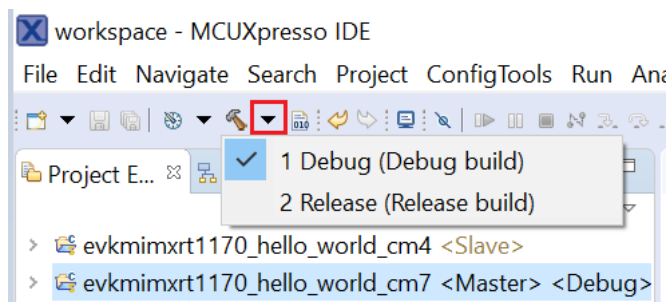 workspace - MCUXpresso IDE
File Edit Navigate Search Project ConfigTools Run Ana
010
1 Debug (Debug build)
Project E...
2 Release (Release build)
evkmimxrt1170_hello_world_cm4 <Slave>
evkmimxrt1170_hello_world_cm7 <Master> <Debug>